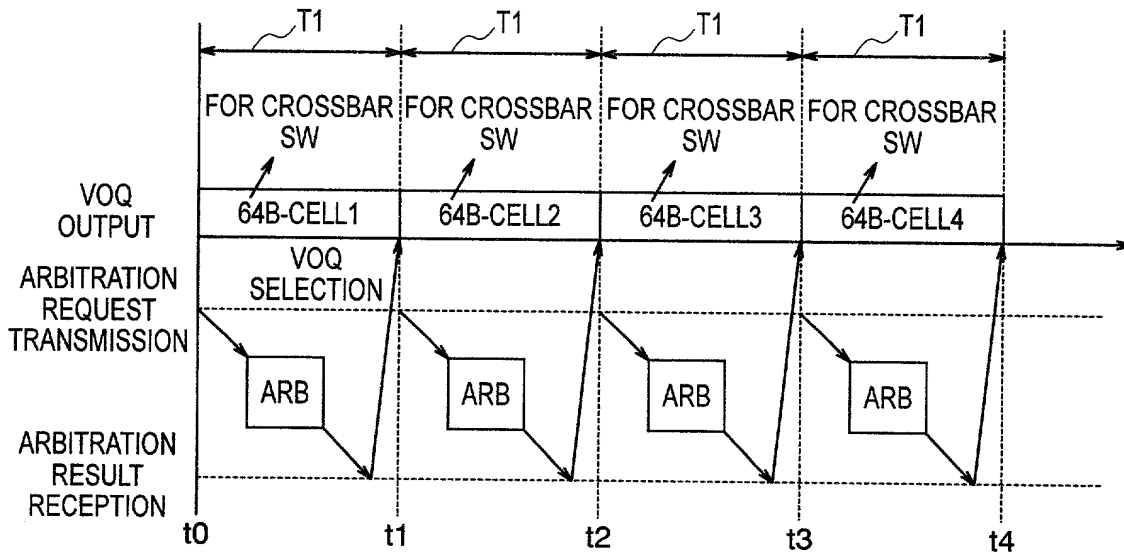 T1 T1 T1 T1
FOR CROSSBAR SW FOR CROSSBAR SW FOR CROSSBAR SW FOR CROSSBAR SW
VOQ OUTPUT
64B-CELL1 64B-CELL2 64B-CELL3 64B-CELL4
VOQ SELECTION
ARBITRATION REQUEST TRANSMISSION
ARB ARB ARB ARB
ARBITRATION RESULT RECEPTION
t0 t1 t2 t3 t4